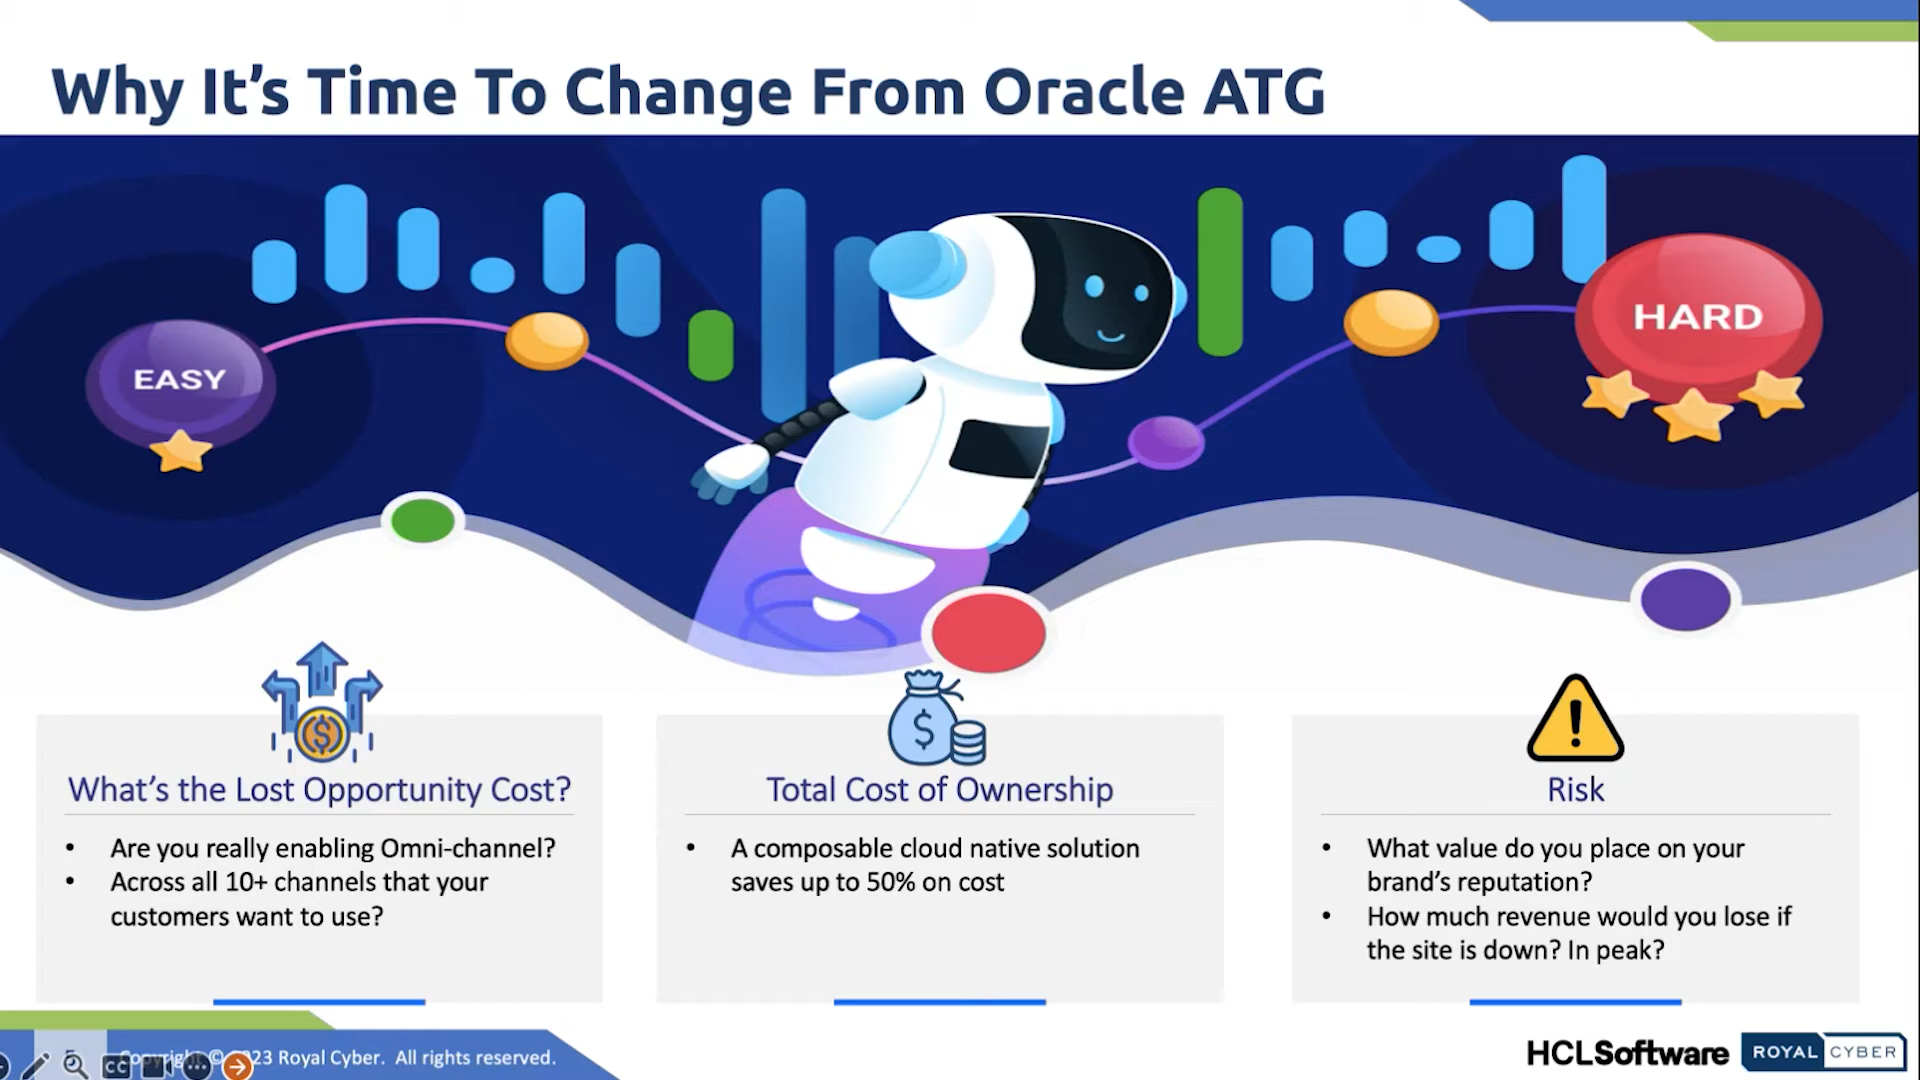 Why It's Time To Change From Oracle ATG
EASY
HARD
What's the Lost Opportunity Cost?
• Are you really enabling Omni-channel?
• Across all 10+ channels that your
customers want to use?
Total Cost of Ownership
• A composable cloud native solution
saves up to 50% on cost
Risk
• What value do you place on your
brand's reputation?
• How much revenue would you lose if
the site is down? In peak?
5
Copyright © 2023 Royal Cyber. All rights reserved.
CC
HCLSoftware
ROYAL CYBER